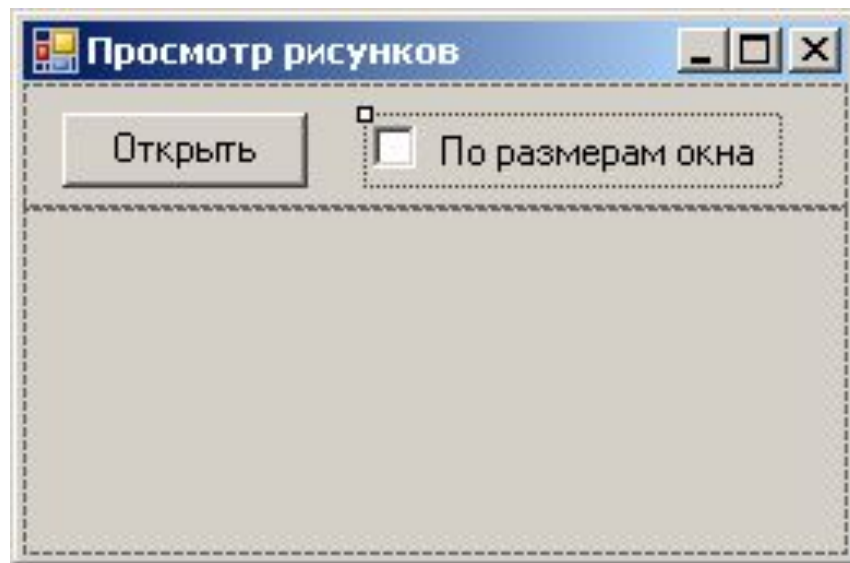 Просмотр рисунков
Открыть
По размерам окна